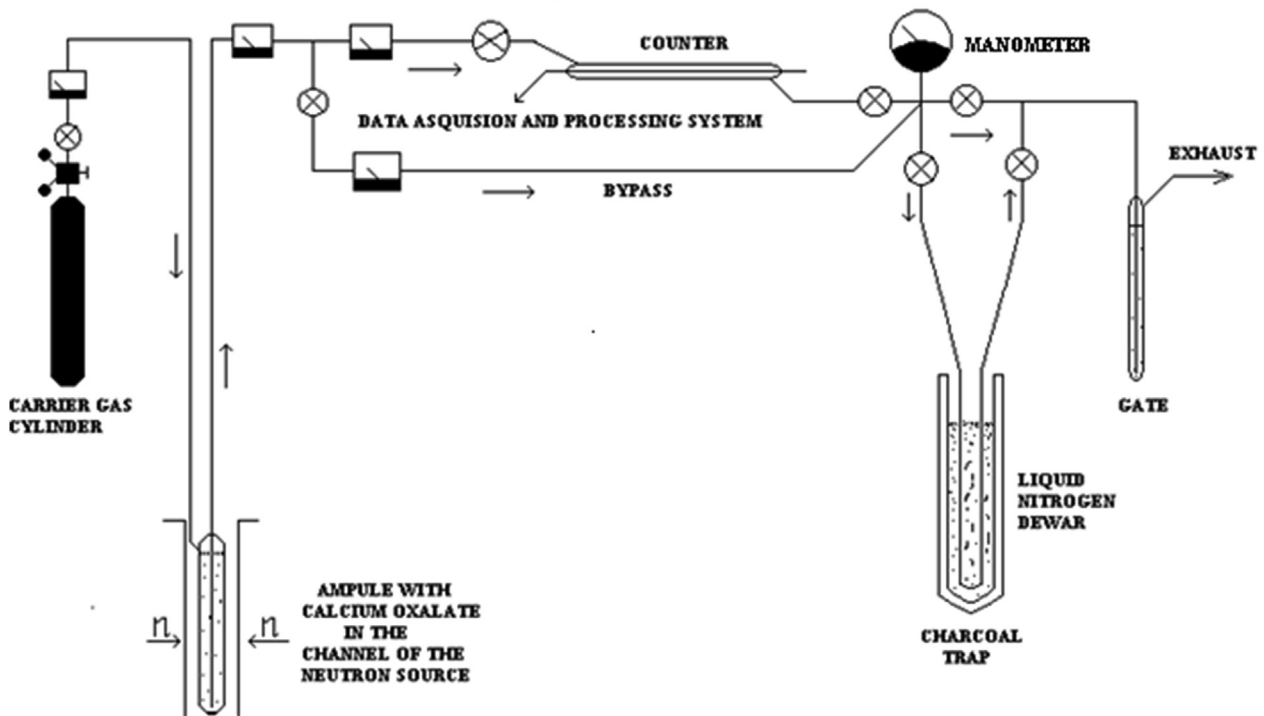 COUNTER
MANOMETER
DATA ASQUISION AND PROCESSING SYSTEM
EXHAUST
BYPASS
CARRIER GAS
CYLINDER
GATE
LIQUID
NITROGEN
DEWAR
AMPULE WITH
CALCIUM OXALATE
IN THE
CHANNEL OF THE
NEUTRON SOURCE
n
n
CHARCOAL
TRAP